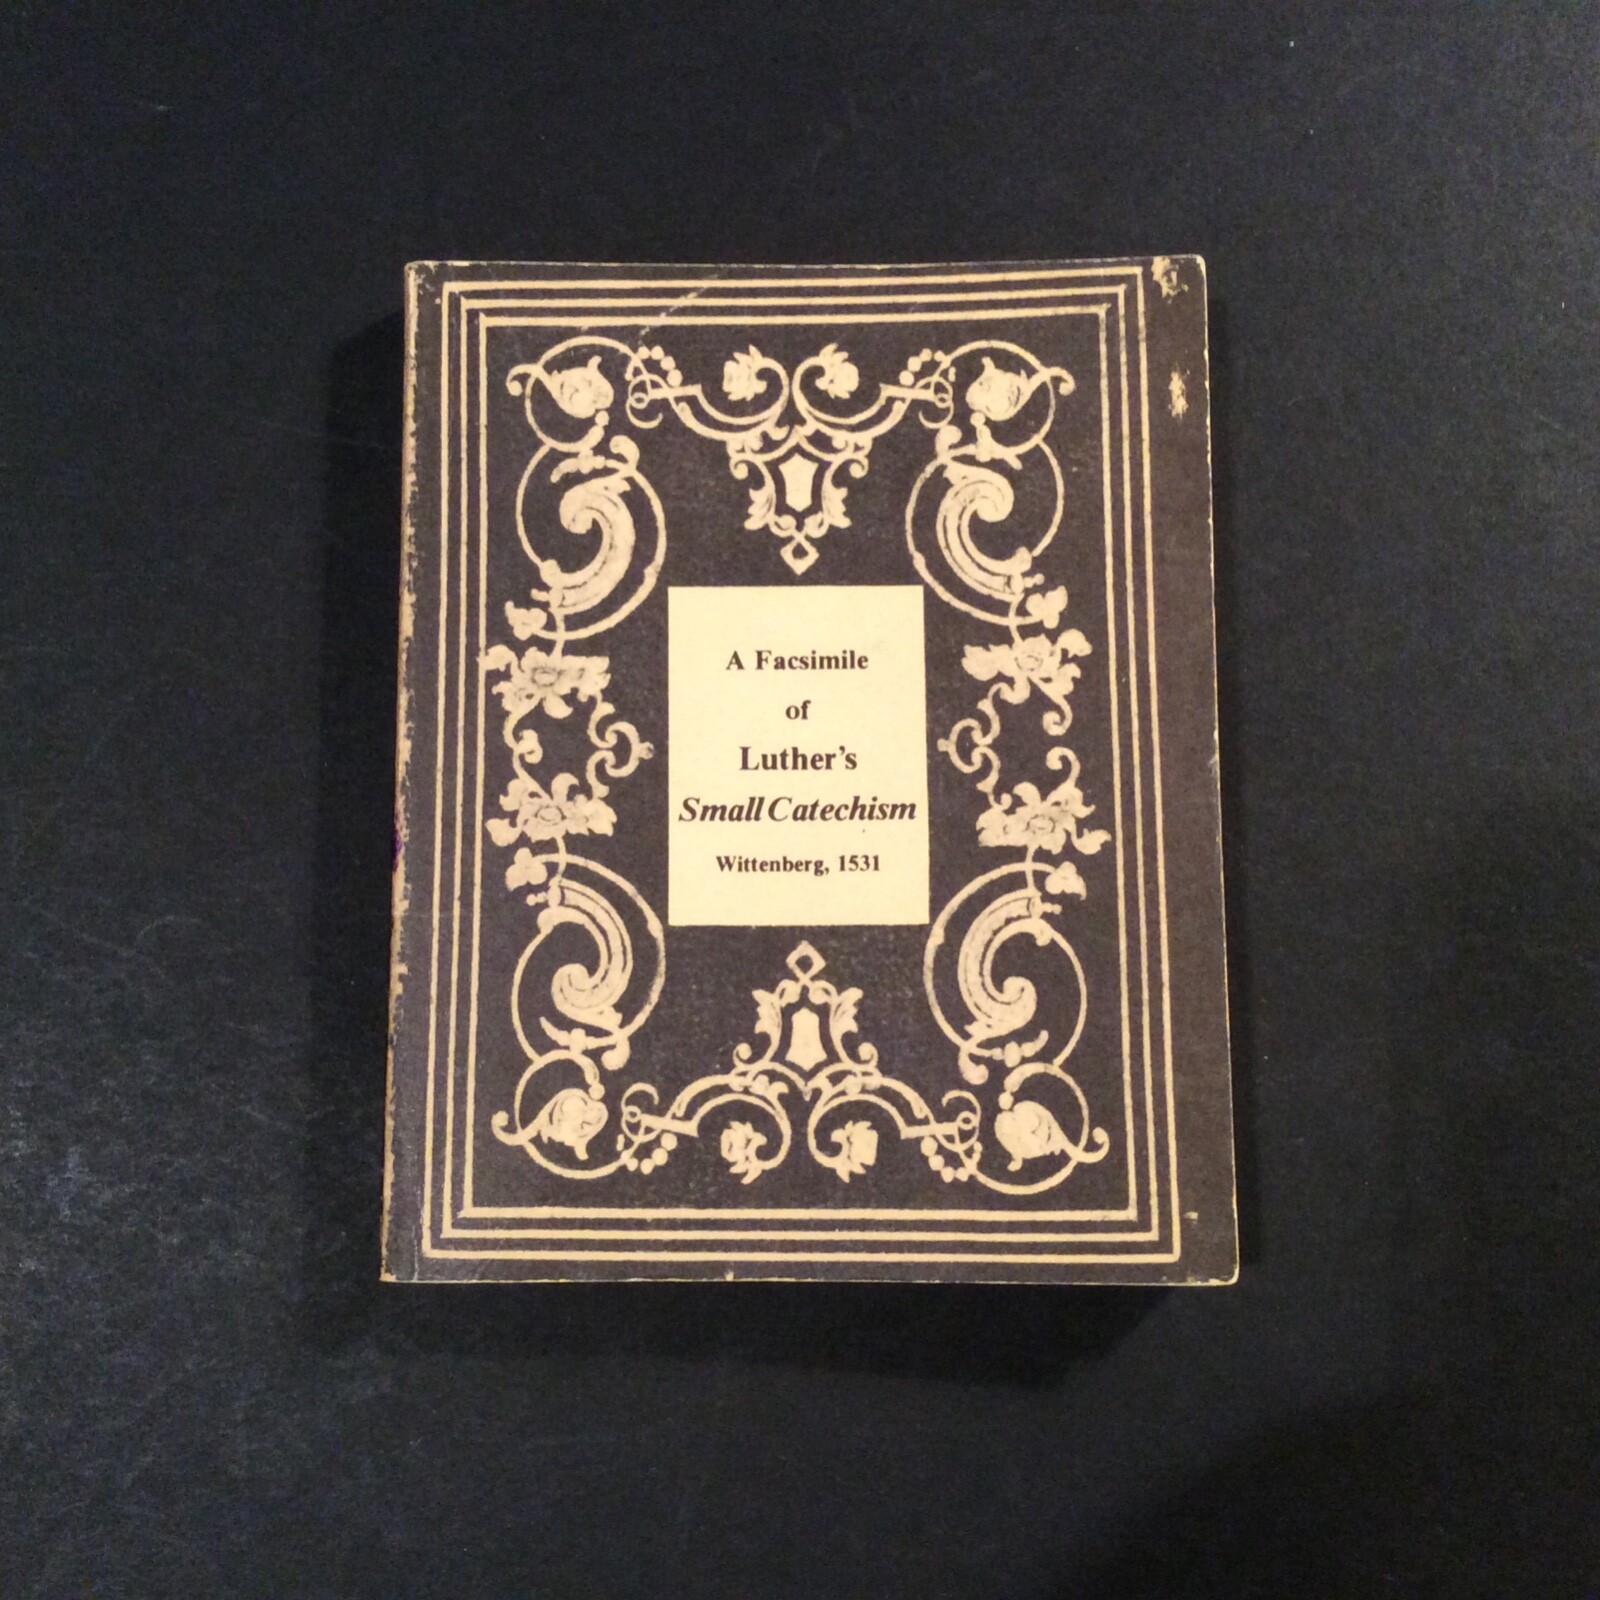 A Facsimile
of
Luther's
Small Catechism
Wittenberg, 1531